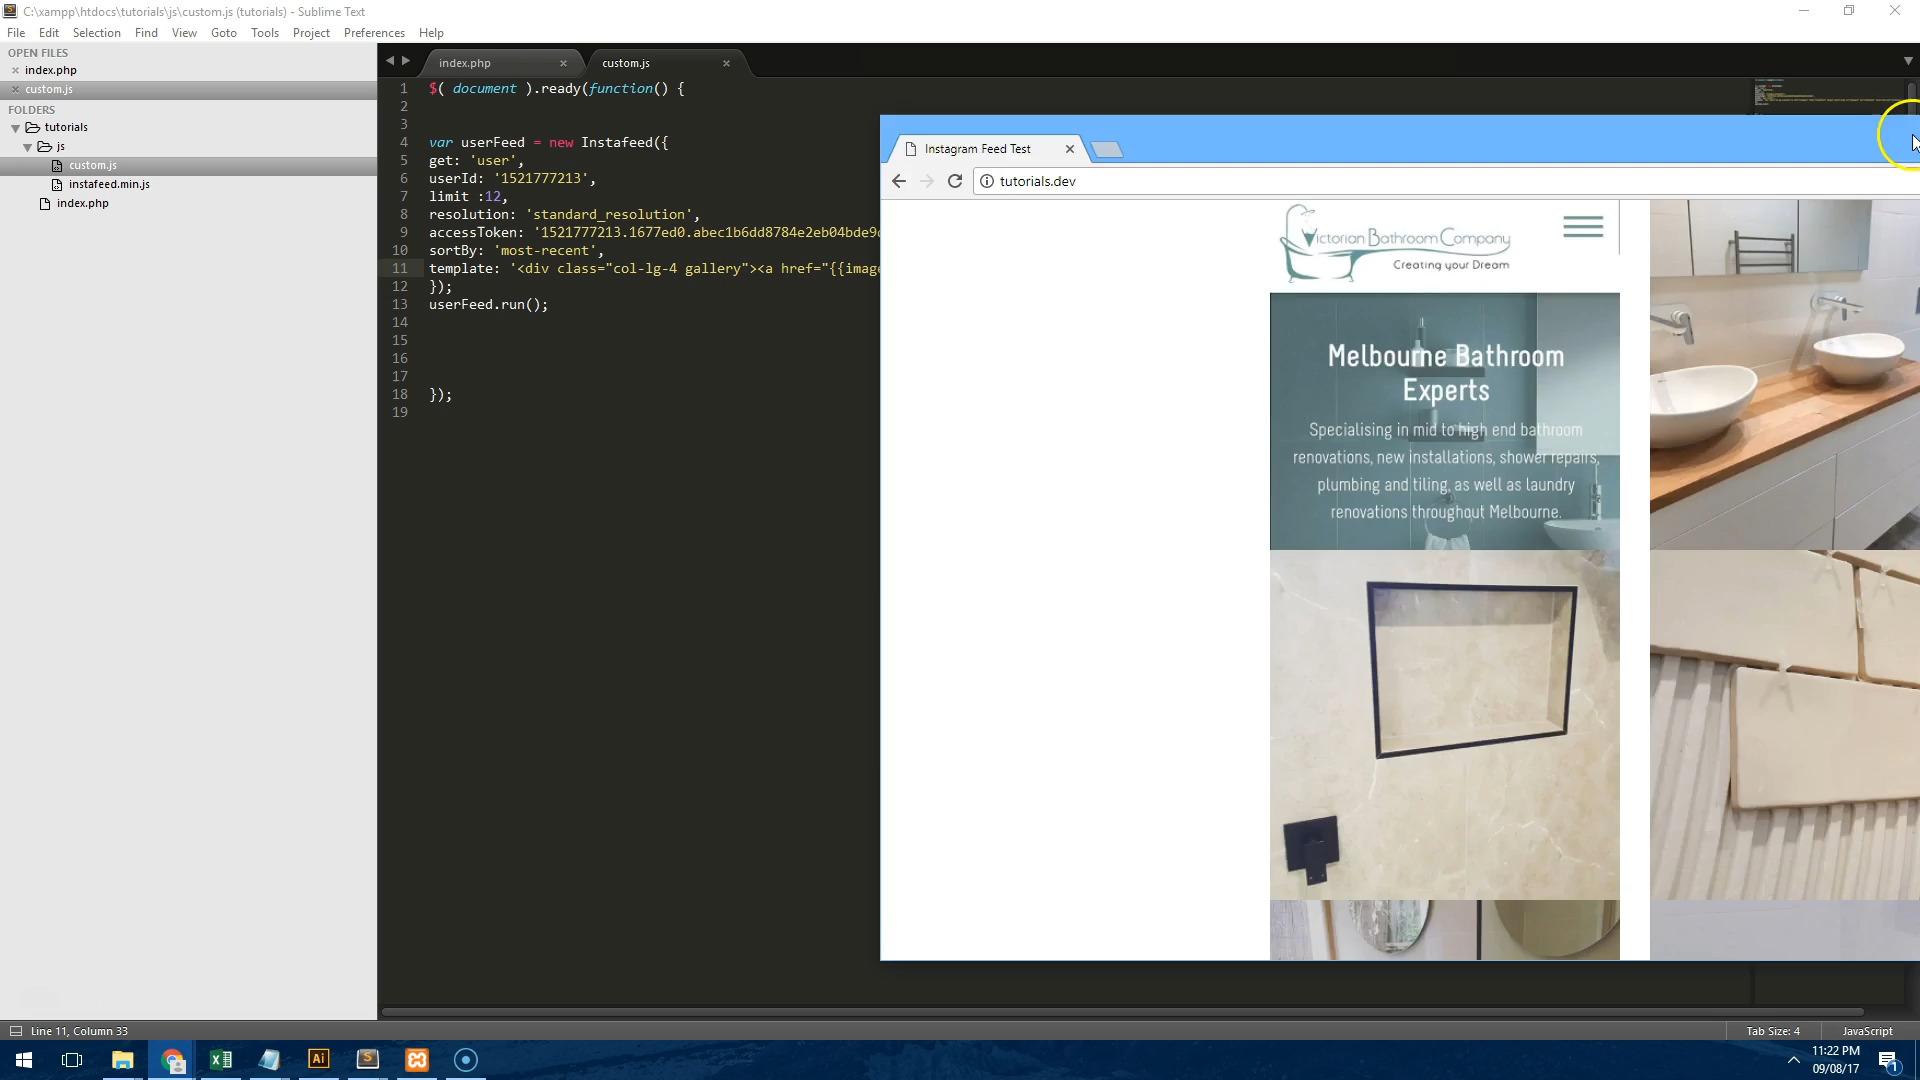 C:\xampp\htdocs\tutorials\js\custom.js (tutorials) - Sublime Text
File Edit Selection Find View Goto Tools Project Preferences Help
OPEN FILES
index.php
custom.js
FOLDERS
tutorials
js
custom.js
instafeed.min.js
index.php
index.php
custom.js
1 $( document ).ready(function() {
2
3
4 var userFeed = new Instafeed({
5 get: 'user',
6 userId: '1521777213',
7 limit :12,
8 resolution: 'standard_resolution',
9 accessToken: '1521777213.1677ed0.abec1b6dd8784e2eb04bde9
10 sortBy: 'most-recent',
11 template: '<div class="col-lg-4 gallery"><a href="{{image
12 });
13 userFeed.run();
14
15
16
17
18 });
19
Instagram Feed Test
tutorials.dev
Victorian Bathroom Company
Creating your Dream
Melbourne Bathroom
Experts
Specialising in mid to high end bathroom
renovations, new installations, shower repairs,
plumbing and tiling, as well as laundry
renovations throughout Melbourne.
Line 11, Column 33
Tab Size: 4
JavaScript
Ai
11:22 PM
09/08/17
1